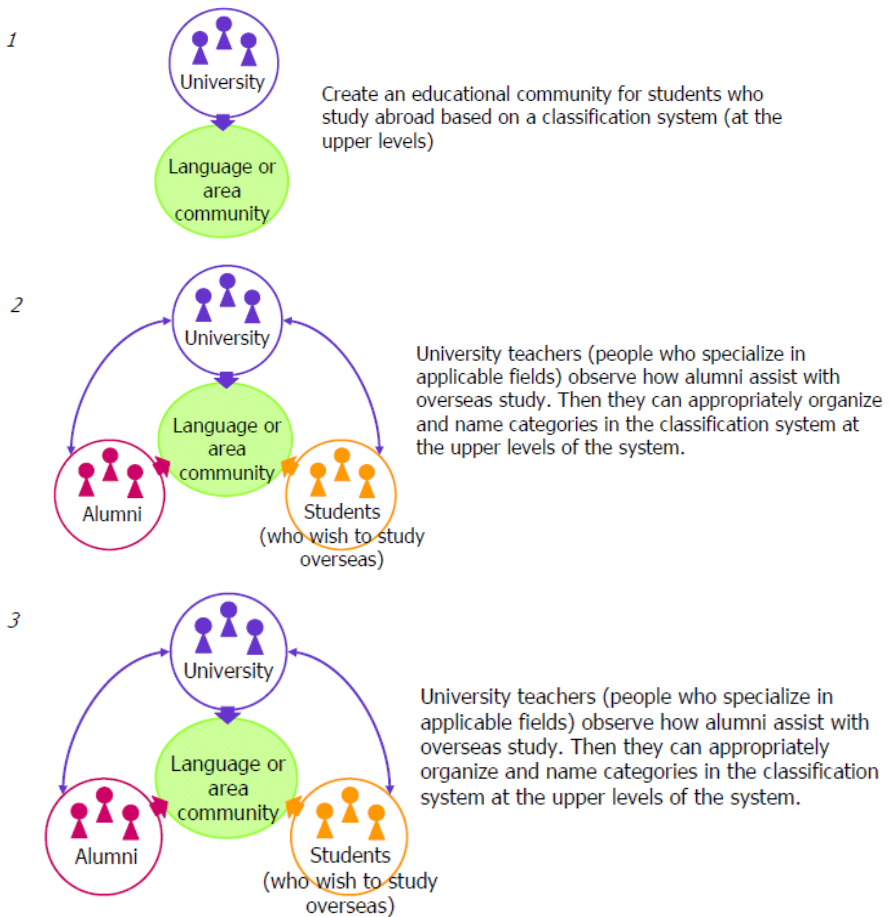 1
University
Language or
area
community
Create an educational community for students who
study abroad based on a classification system (at the
upper levels)
2
University
Language or
area
community
Alumni
Students
(who wish to study
overseas)
University teachers (people who specialize in
applicable fields) observe how alumni assist with
overseas study. Then they can appropriately organize
and name categories in the classification system at
the upper levels of the system.
3
University
Language or
area
community
Alumni
Students
(who wish to study
overseas)
University teachers (people who specialize in
applicable fields) observe how alumni assist with
overseas study. Then they can appropriately
organize and name categories in the classification
system at the upper levels of the system.